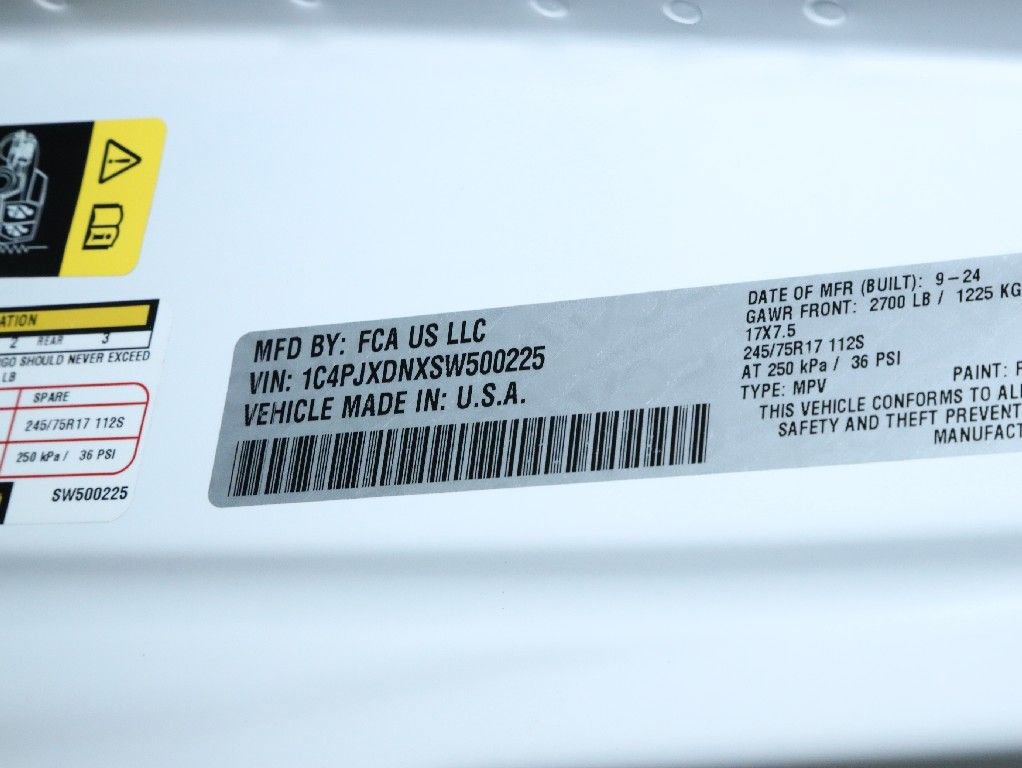 ATION
2 REAR 3
RGO SHOULD NEVER EXCEED
LB
SPARE
245/75R17 112S
250 kPa / 36 PSI
SW500225
MFD BY: FCA US LLC
VIN: 1C4PJXDNXSW500225
VEHICLE MADE IN: U.S.A.
DATE OF MFR (BUILT): 9-24
GAWR FRONT: 2700 LB / 1225 KG
17X7.5
245/75R17 112S
AT 250 kPa / 36 PSI
TYPE: MPV PAINT: P
THIS VEHICLE CONFORMS TO ALL
SAFETY AND THEFT PREVENT
MANUFACT